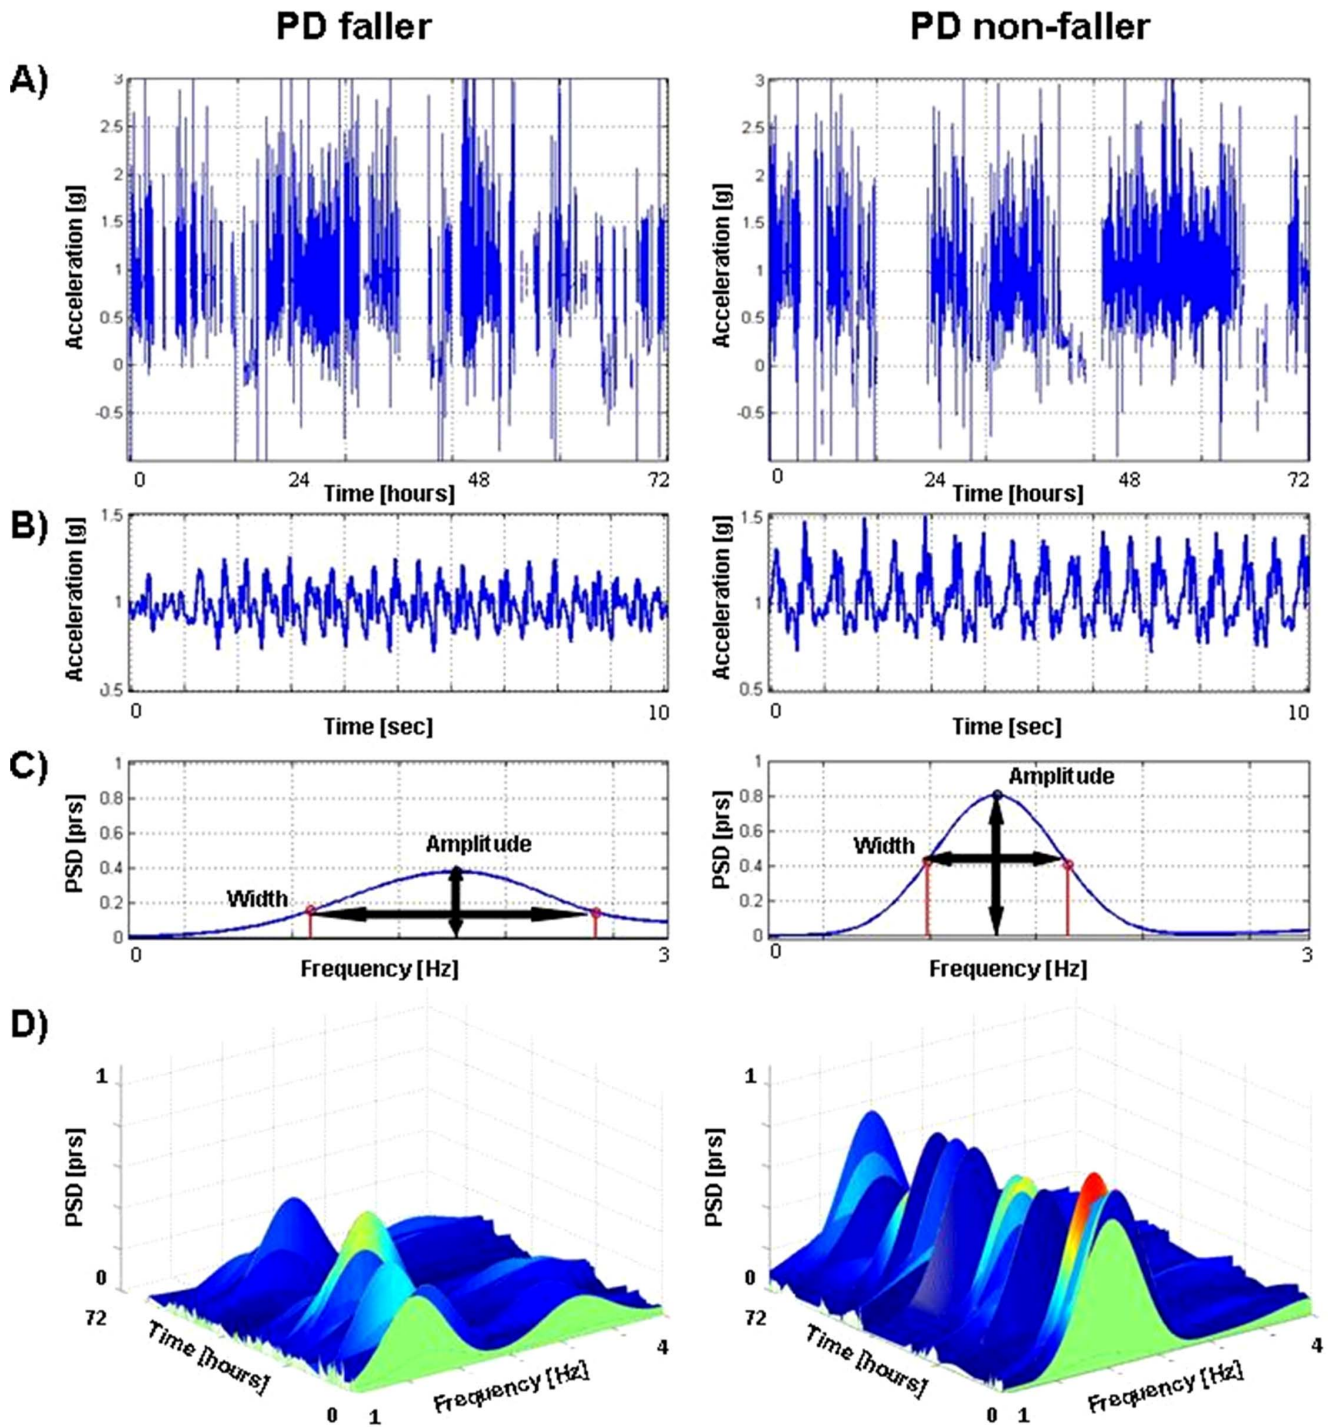 PD faller PD non-faller
A)
3 3
2.5 2.5
2 2
1.5 1.5
1 1
0.5 0.5
0 0
-0.5 -0.5
Acceleration [g] Acceleration [g]
0 24 48 72 0 24 48 72
Time [hours] Time [hours]
B)
1.5 1.5
1 1
0.5 0.5
Acceleration [g] Acceleration [g]
0 10 0 10
Time [sec] Time [sec]
C)
1 1
0.8 0.8
0.6 0.6
0.4 0.4
0.2 0.2
0 0
PSD [prs] PSD [prs]
Amplitude Amplitude
Width Width
0 3 0 3
Frequency [Hz] Frequency [Hz]
D)
1 1
PSD [prs] PSD [prs]
0 0
72 72
Time [hours] Time [hours]
0 0
1 1
Frequency [Hz] Frequency [Hz]
4 4